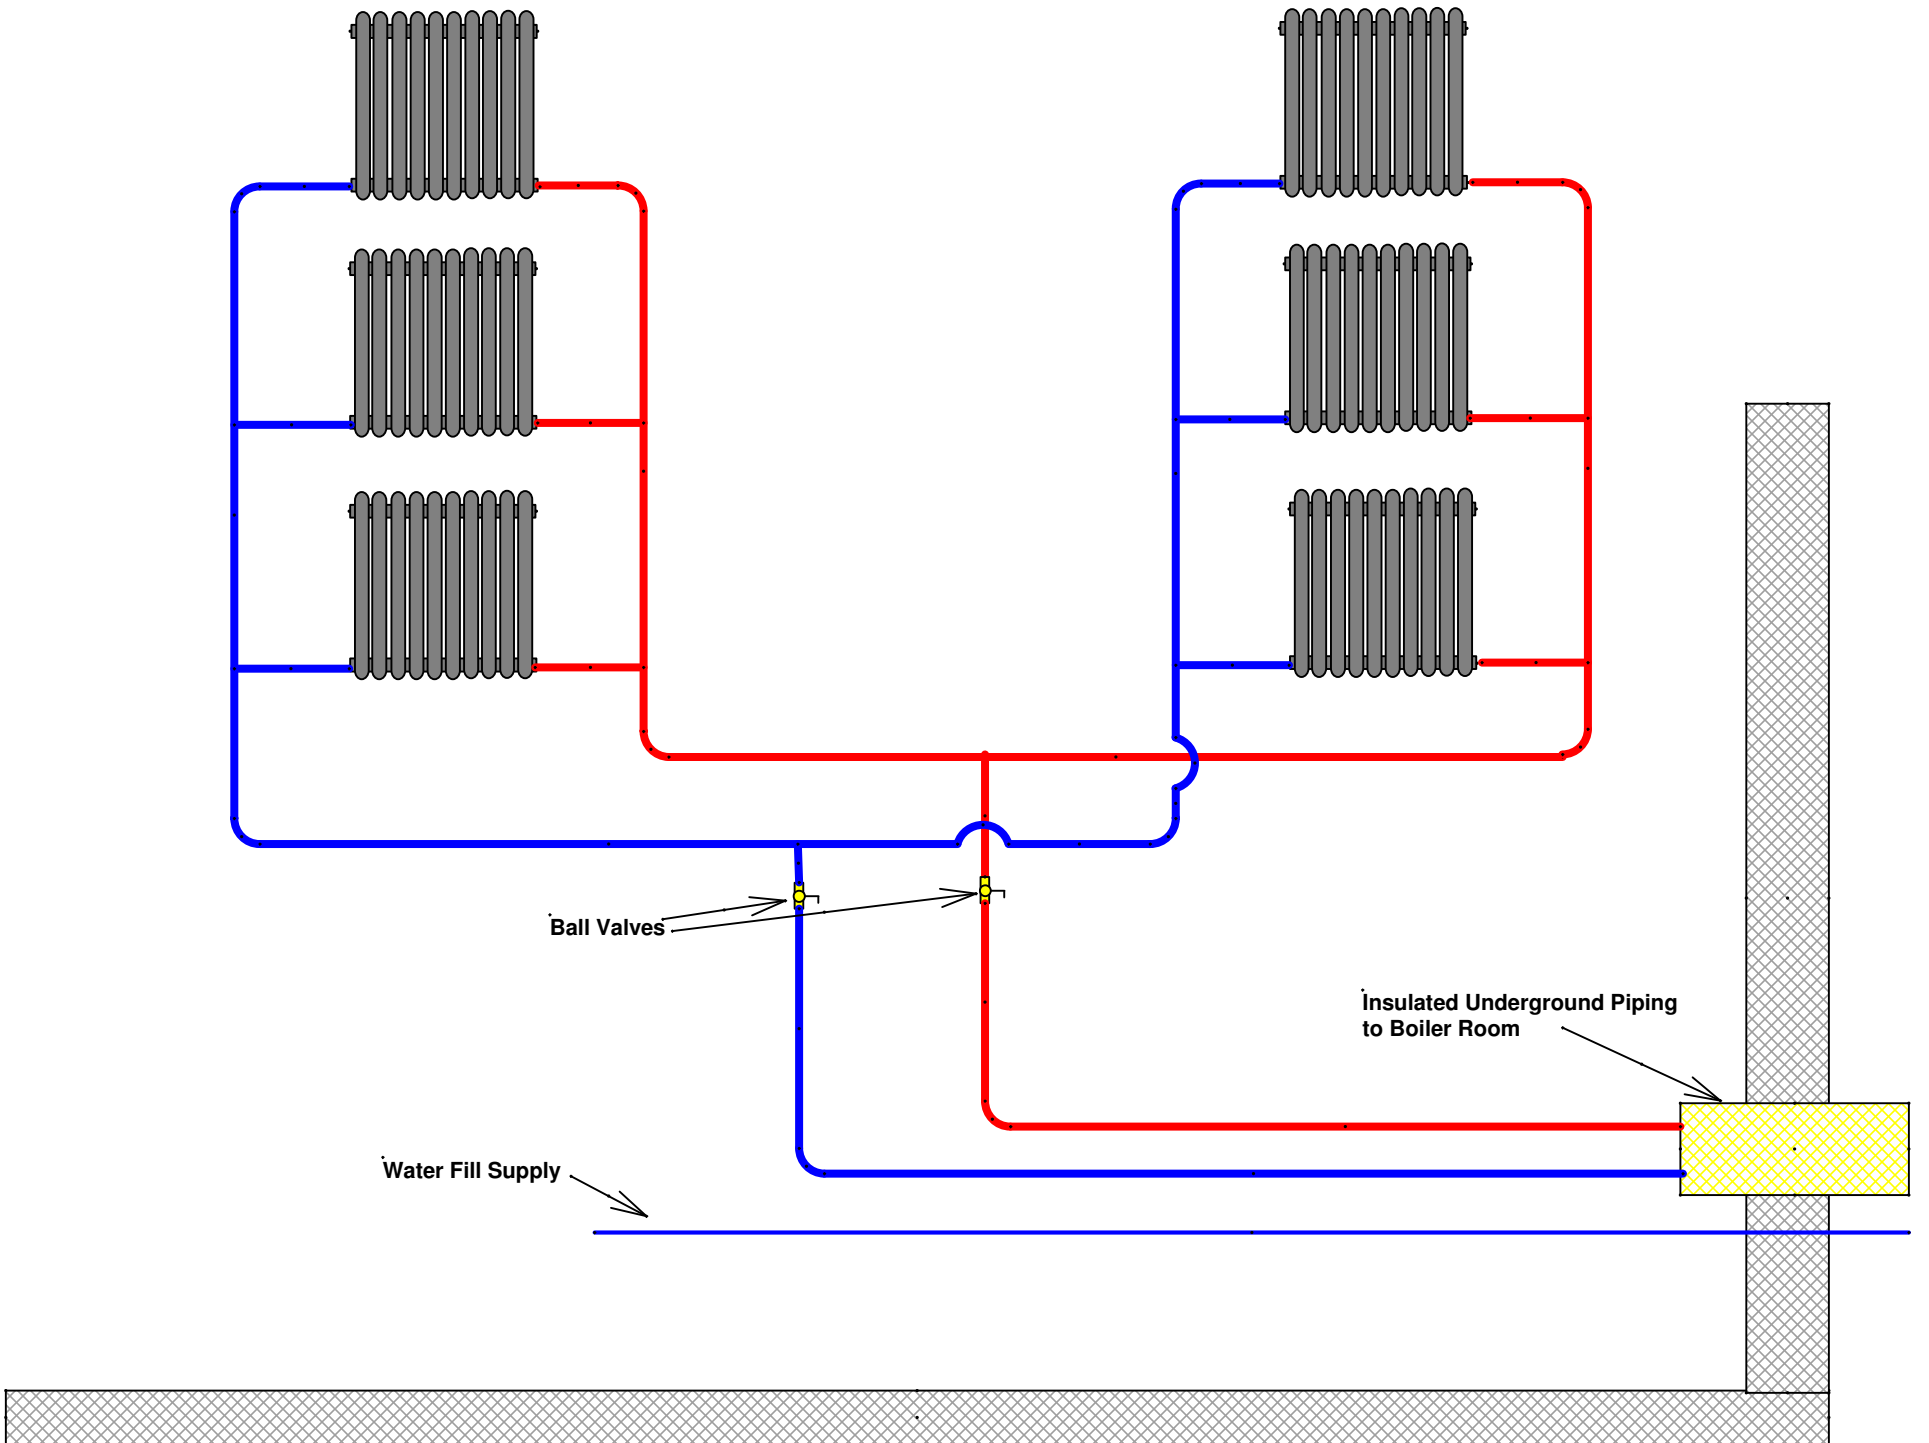 Ball Valves
Insulated Underground Piping
to Boiler Room
Water Fill Supply